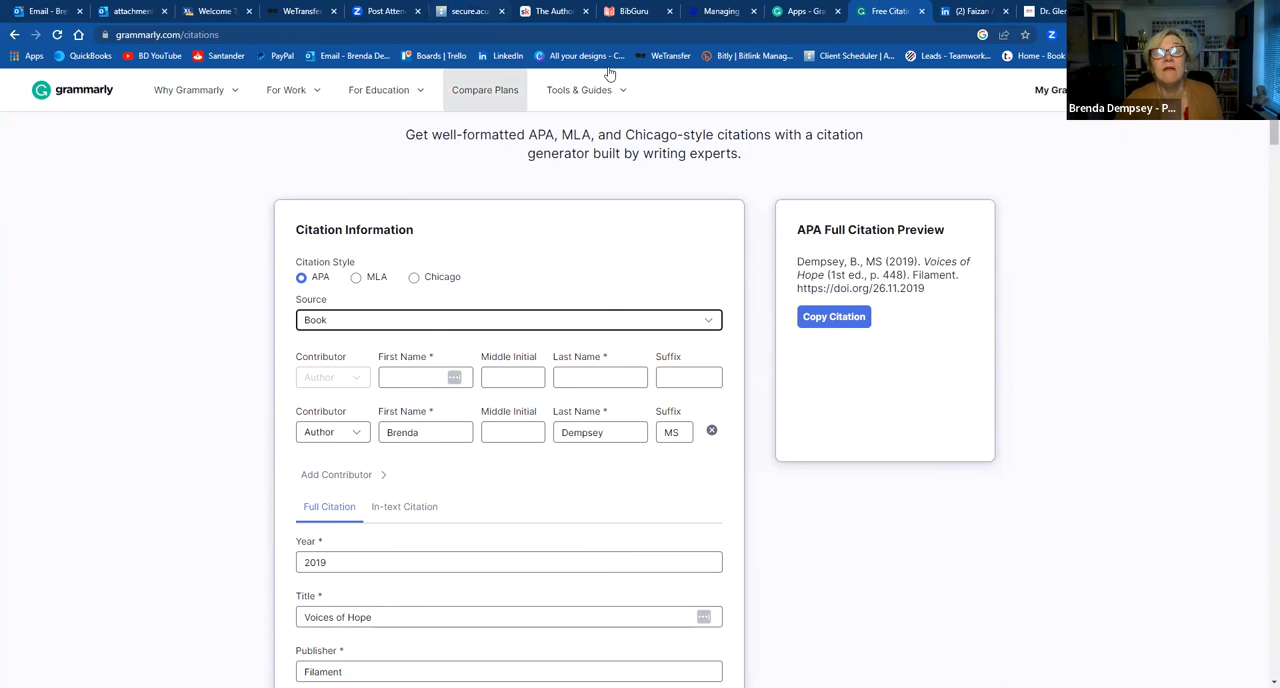 Email - Bre
attachment
Welcome T
WeTransfer
Post Atten
secure.acu
The Autho
BibGuru
Managing
Apps - Gra
Free Citati
(2) Faizan A
Dr. Glen
grammarly.com/citations
Apps
QuickBooks
BD YouTube
Santander
PayPal
Email - Brenda De...
Boards | Trello
LinkedIn
All your designs - C...
WeTransfer
Bitly | Bitlink Manag...
Client Scheduler | A...
Leads - Teamwork...
Home - Book
grammarly
Why Grammarly
For Work
For Education
Compare Plans
Tools & Guides
My Gra
Brenda Dempsey - P...
Get well-formatted APA, MLA, and Chicago-style citations with a citation
generator built by writing experts.
Citation Information
Citation Style
APA
MLA
Chicago
Source
Book
Contributor
First Name *
Middle Initial
Last Name *
Suffix
Author
Contributor
First Name *
Middle Initial
Last Name *
Suffix
Author
Brenda
Dempsey
MS
Add Contributor
Full Citation
In-text Citation
Year *
2019
Title *
Voices of Hope
Publisher *
Filament
APA Full Citation Preview
Dempsey, B., MS (2019). Voices of
Hope (1st ed., p. 448). Filament.
https://doi.org/26.11.2019
Copy Citation